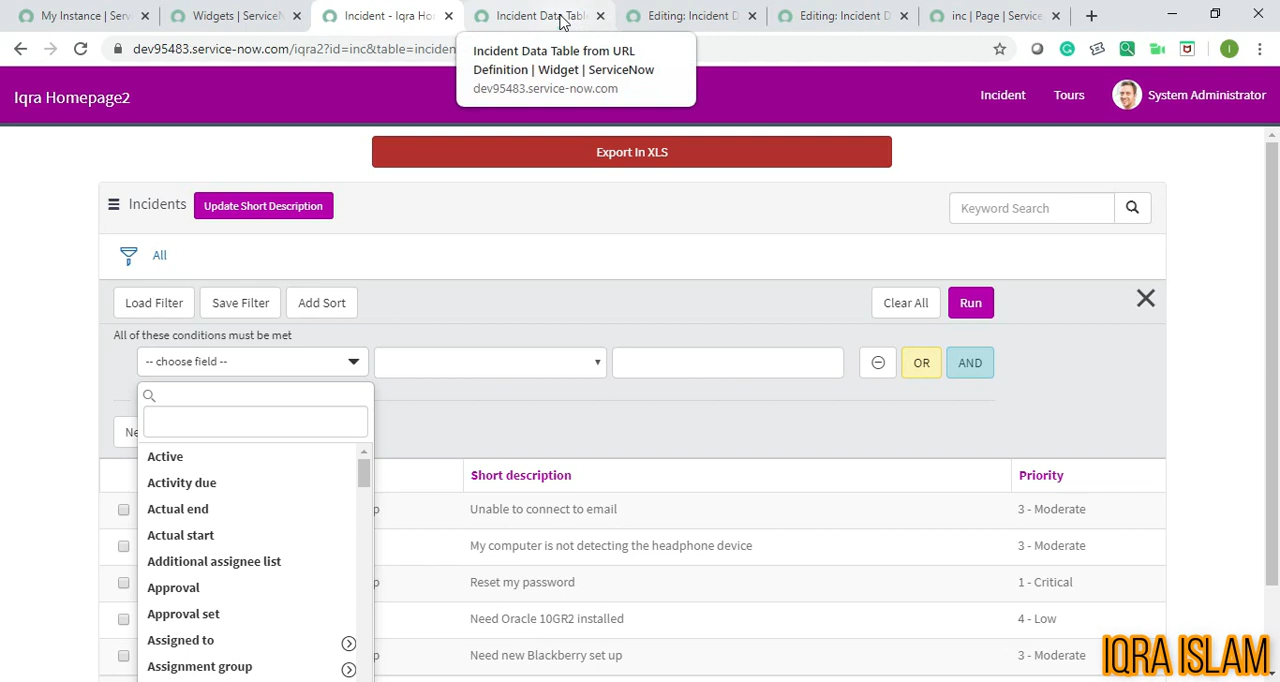 My Instance | Serv
Widgets | ServiceN
Incident - Iqra Ho
Incident Data Table
Editing: Incident D
Editing: Incident D
inc | Page | Service
dev95483.service-now.com/iqra2?id=inc&table=inciden
Incident Data Table from URL
Definition | Widget | ServiceNow
dev95483.service-now.com
Iqra Homepage2
Incident
Tours
System Administrator
Export In XLS
Incidents
Update Short Description
Keyword Search
All
Load Filter
Save Filter
Add Sort
Clear All
Run
All of these conditions must be met
-- choose field --
OR
AND
Ne
Active
Activity due
Actual end
Actual start
Additional assignee list
Approval
Approval set
Assigned to
Assignment group
Short description
Priority
p
Unable to connect to email
3 - Moderate
My computer is not detecting the headphone device
3 - Moderate
Reset my password
1 - Critical
Need Oracle 10GR2 installed
4 - Low
Need new Blackberry set up
3 - Moderate
IQRA ISLAM